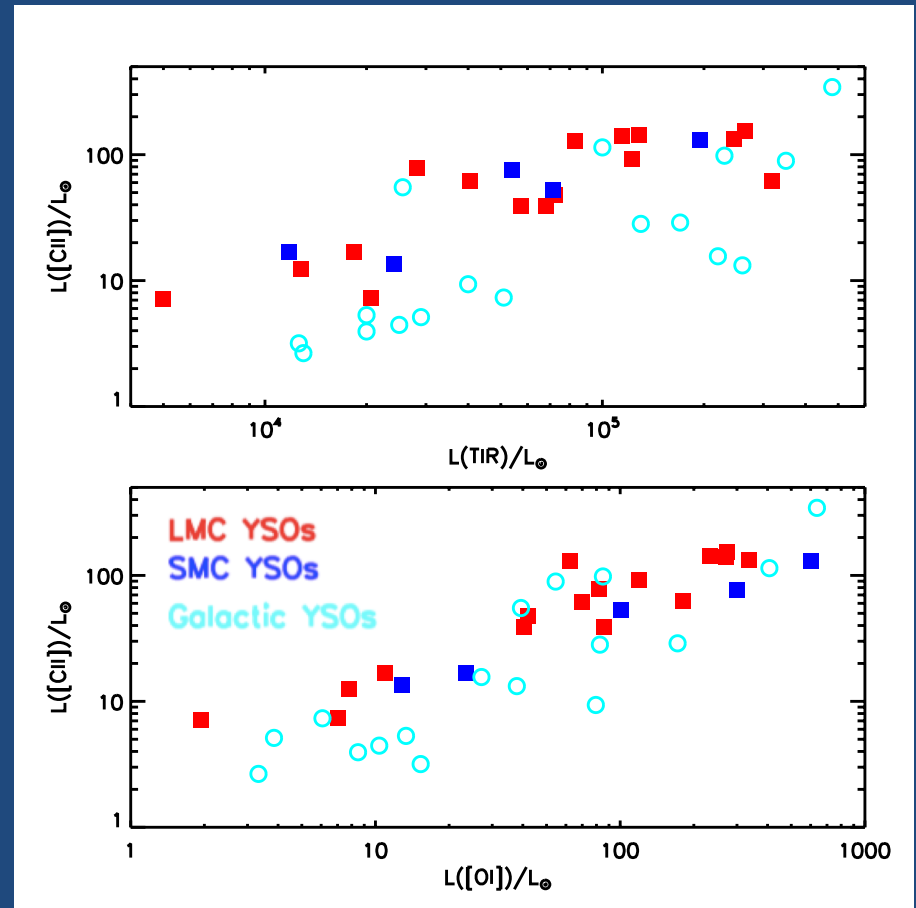 100
10
1
L([CII])/L⊙
10⁴
10⁵
L(TIR)/L⊙
LMC YSOs
SMC YSOs
Galactic YSOs
100
10
1
L([CII])/L⊙
1
10
100
1000
L([OI])/L⊙